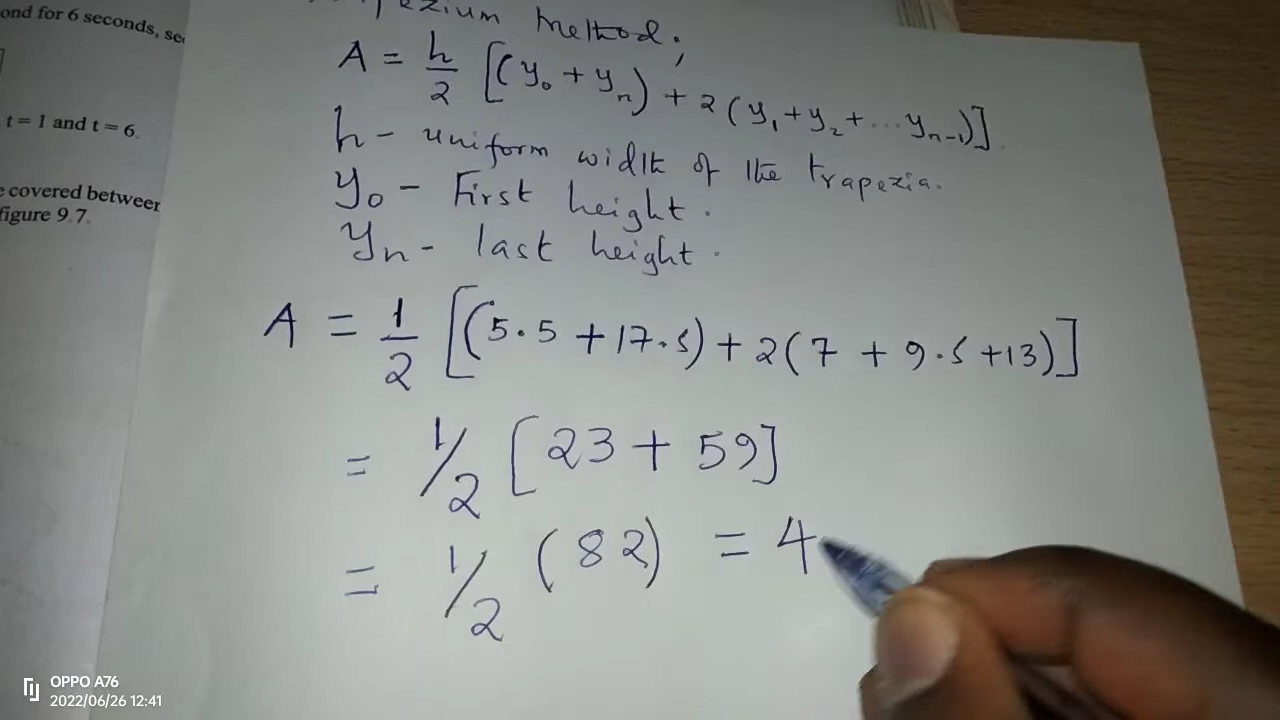 ond for 6 seconds,
t = 1 and t = 6.
covered between
figure 9.7.
Method;
A = h/2 [(y₀ + yₙ) + 2(y₁ + y₂ + ... yₙ₋₁)]
h - uniform width of the trapezia.
y₀ - First height.
yₙ - last height.
A = 1/2 [(5.5 + 17.5) + 2(7 + 9.5 + 13)]
= 1/2 [23 + 59]
= 1/2 (82) = 4
OPPO A76
2022/06/26 12:41